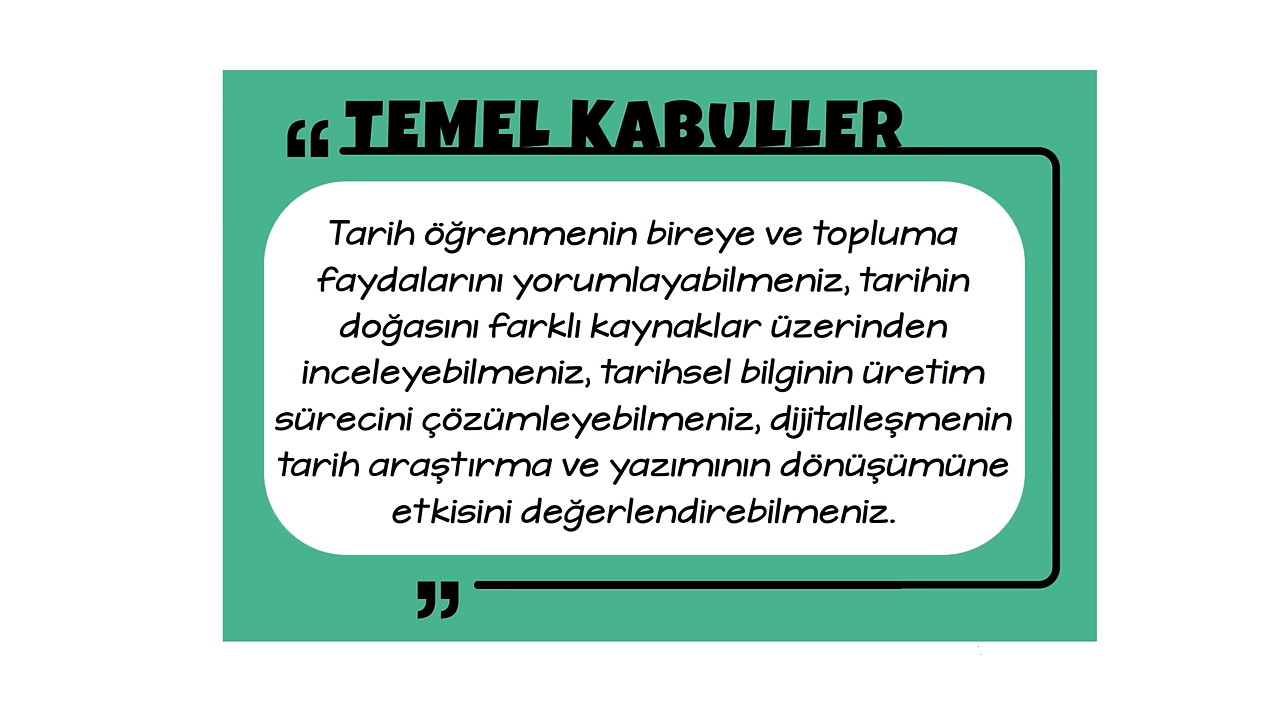 “TEMEL KABULLER
Tarih öğrenmenin bireye ve topluma
faydalarını yorumlayabilmeniz, tarihin
doğasını farklı kaynaklar üzerinden
inceleyebilmeniz, tarihsel bilginin üretim
sürecini çözümleyebilmeniz, dijitalleşmenin
tarih araştırma ve yazımının dönüşümüne
etkisini değerlendirebilmeniz.
”